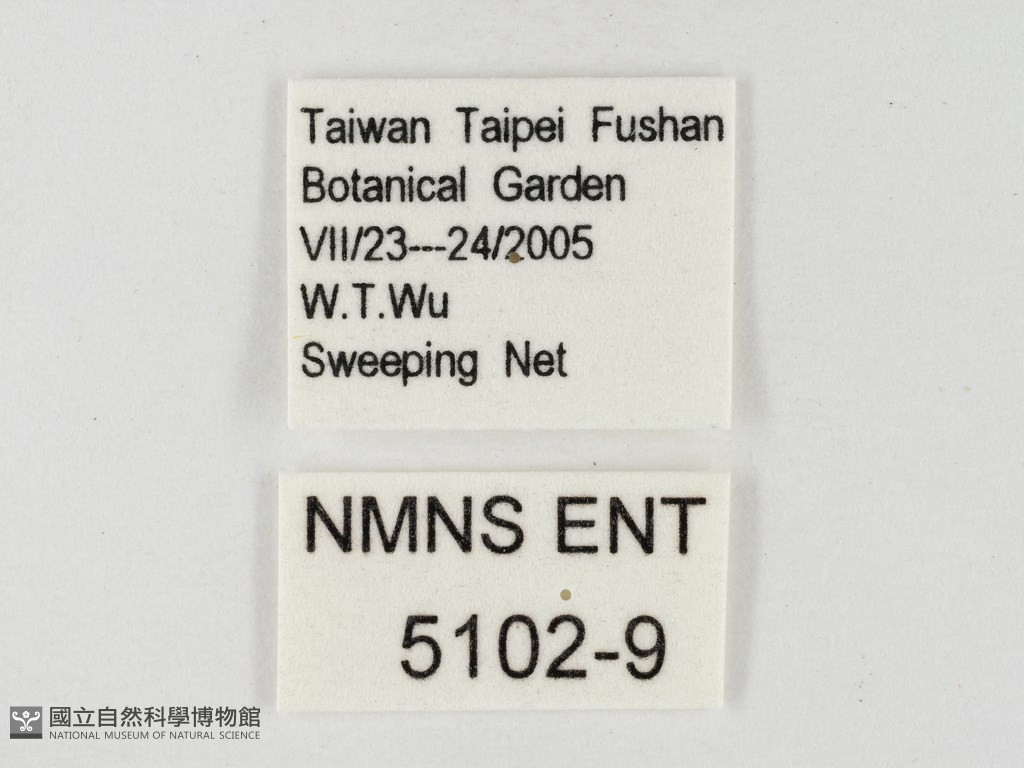 Taiwan Taipei Fushan
Botanical Garden
VII/23---24/2005
W.T.Wu
Sweeping Net
NMNS ENT
5102-9
國立自然科學博物館
NATIONAL MUSEUM OF NATURAL SCIENCE